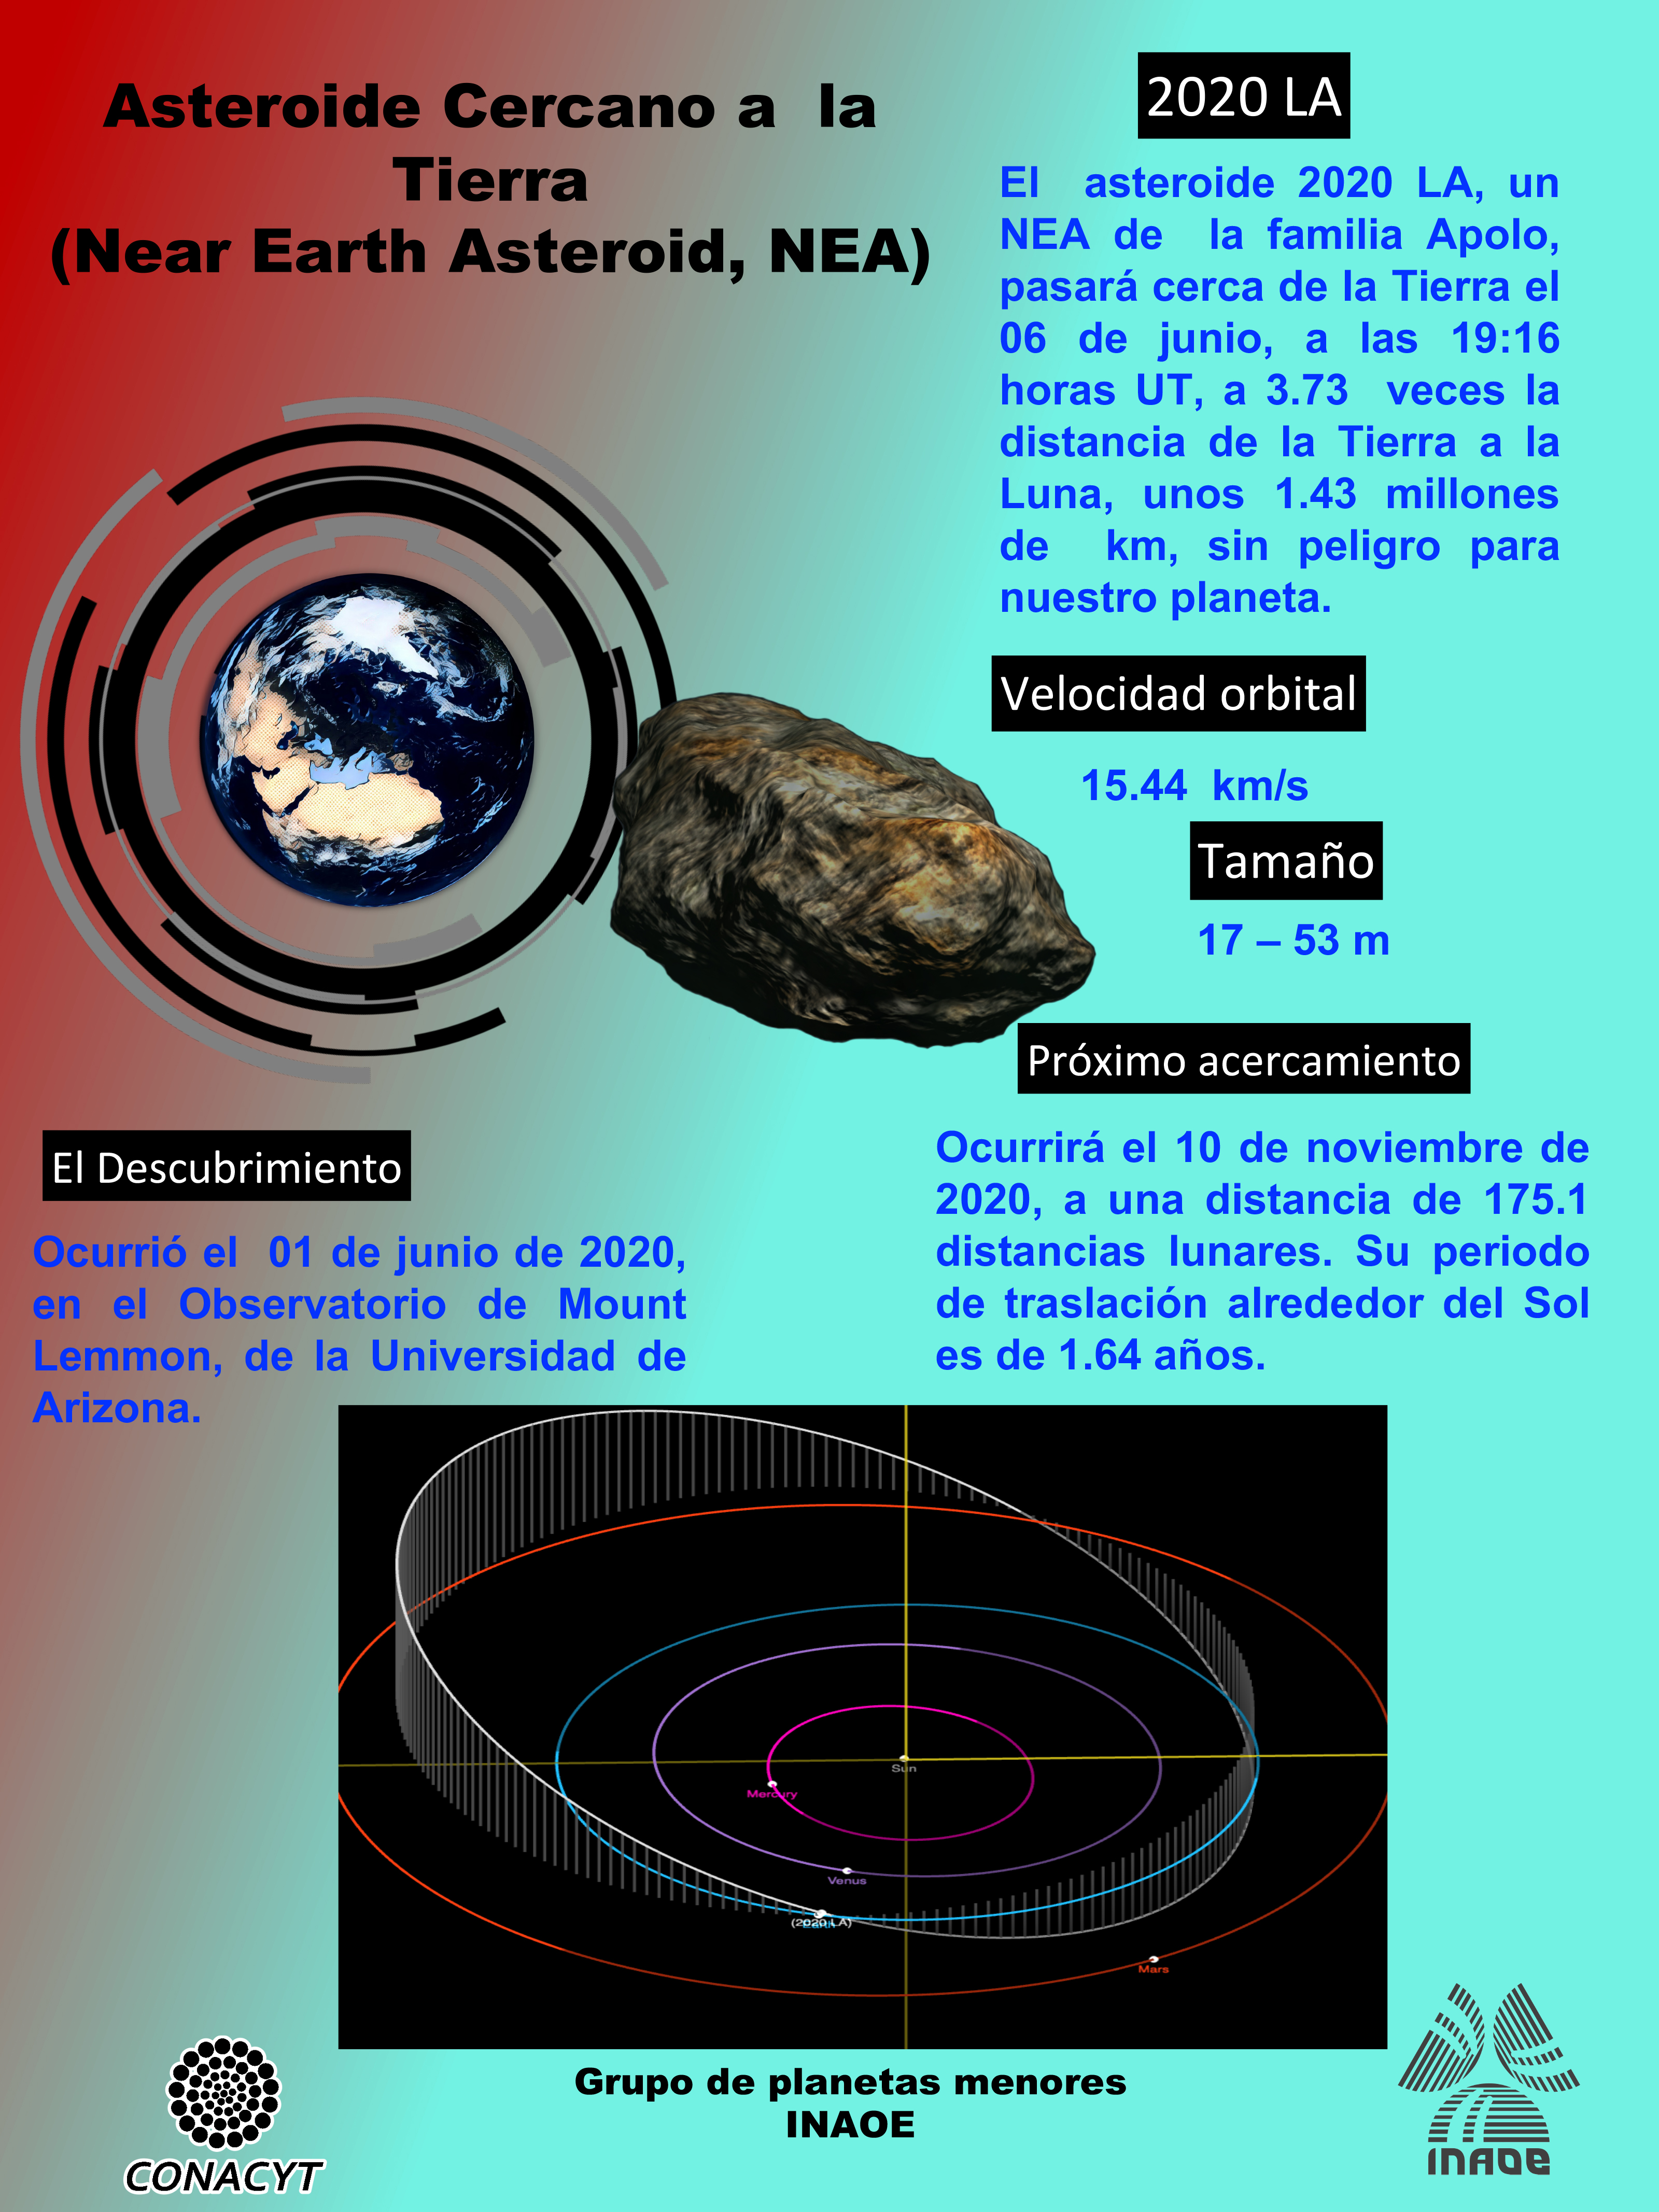 Asteroide Cercano a la
Tierra
(Near Earth Asteroid, NEA)
2020 LA
El asteroide 2020 LA, un
NEA de la familia Apolo,
pasará cerca de la Tierra el
06 de junio, a las 19:16
horas UT, a 3.73 veces la
distancia de la Tierra a la
Luna, unos 1.43 millones
de km, sin peligro para
nuestro planeta.
Velocidad orbital
15.44 km/s
Tamaño
17 – 53 m
Próximo acercamiento
Ocurrirá el 10 de noviembre de
2020, a una distancia de 175.1
distancias lunares. Su periodo
de traslación alrededor del Sol
es de 1.64 años.
El Descubrimiento
Ocurrió el 01 de junio de 2020,
en el Observatorio de Mount
Lemmon, de la Universidad de
Arizona.
Sun
Mercury
Venus
(2020 LA)
Earth
Mars
Grupo de planetas menores
INAOE
CONACYT
INAOE